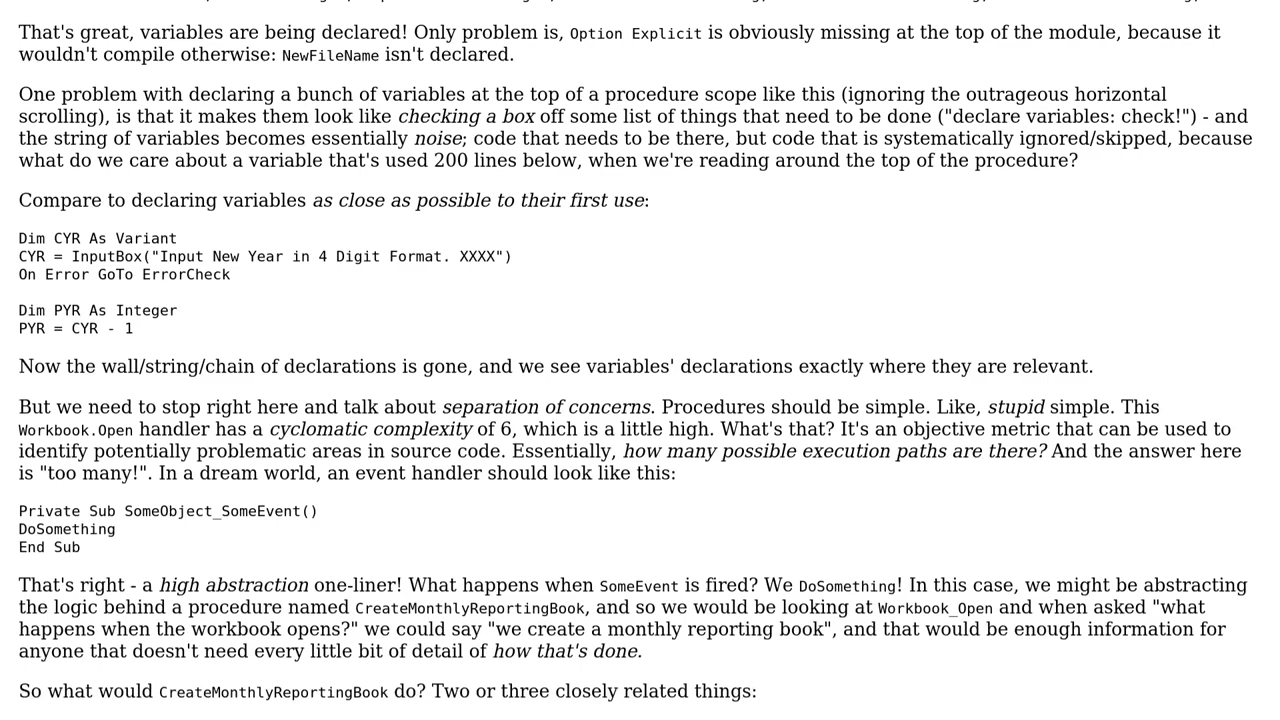 That's great, variables are being declared! Only problem is, Option Explicit is obviously missing at the top of the module, because it
wouldn't compile otherwise: NewFileName isn't declared.
One problem with declaring a bunch of variables at the top of a procedure scope like this (ignoring the outrageous horizontal
scrolling), is that it makes them look like checking a box off some list of things that need to be done ("declare variables: check!") - and
the string of variables becomes essentially noise; code that needs to be there, but code that is systematically ignored/skipped, because
what do we care about a variable that's used 200 lines below, when we're reading around the top of the procedure?
Compare to declaring variables as close as possible to their first use:
Dim CYR As Variant
CYR = InputBox("Input New Year in 4 Digit Format. XXXX")
On Error GoTo ErrorCheck
Dim PYR As Integer
PYR = CYR - 1
Now the wall/string/chain of declarations is gone, and we see variables' declarations exactly where they are relevant.
But we need to stop right here and talk about separation of concerns. Procedures should be simple. Like, stupid simple. This
Workbook.Open handler has a cyclomatic complexity of 6, which is a little high. What's that? It's an objective metric that can be used to
identify potentially problematic areas in source code. Essentially, how many possible execution paths are there? And the answer here
is "too many!". In a dream world, an event handler should look like this:
Private Sub SomeObject_SomeEvent()
DoSomething
End Sub
That's right - a high abstraction one-liner! What happens when SomeEvent is fired? We DoSomething! In this case, we might be abstracting
the logic behind a procedure named CreateMonthlyReportingBook, and so we would be looking at Workbook_Open and when asked "what
happens when the workbook opens?" we could say "we create a monthly reporting book", and that would be enough information for
anyone that doesn't need every little bit of detail of how that's done.
So what would CreateMonthlyReportingBook do? Two or three closely related things: